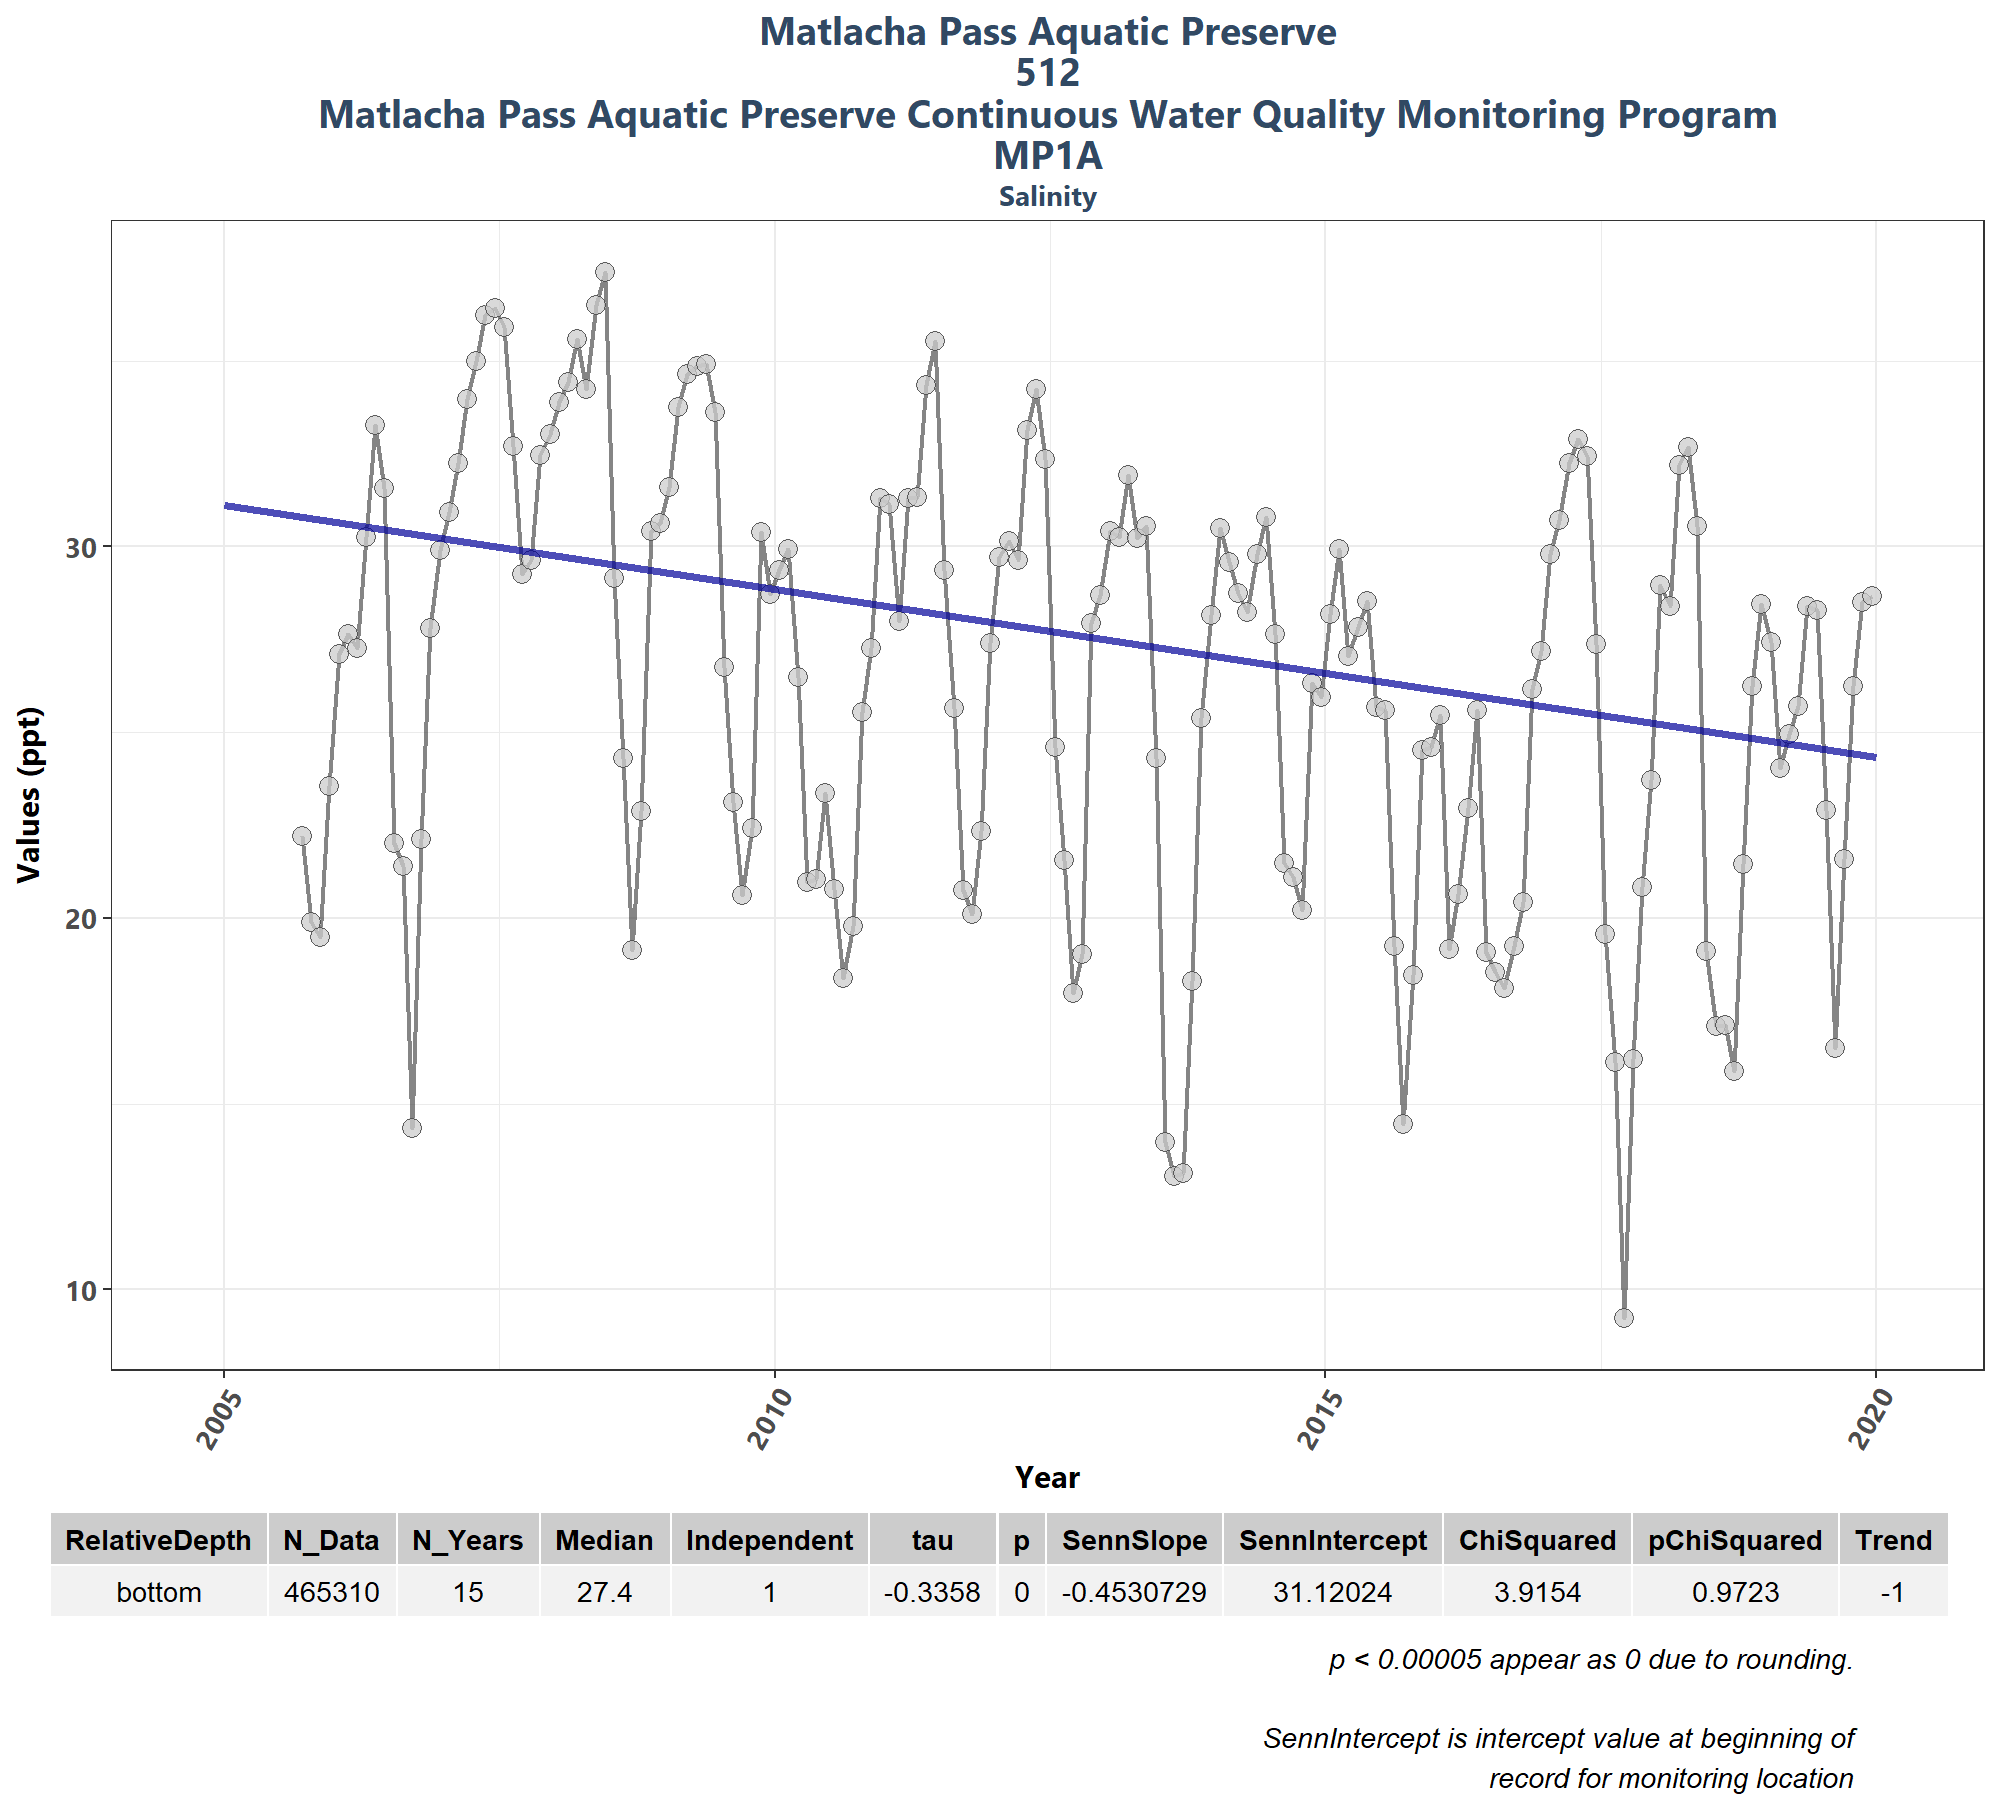 Matlacha Pass Aquatic Preserve
512
Matlacha Pass Aquatic Preserve Continuous Water Quality Monitoring Program
MP1A
Salinity
Values (ppt)
30
20
10
2005 2010 2015 2020
Year
RelativeDepth N_Data N_Years Median Independent tau p SennSlope SennIntercept ChiSquared pChiSquared Trend
bottom 465310 15 27.4 1 -0.3358 0 -0.4530729 31.12024 3.9154 0.9723 -1
p < 0.00005 appear as 0 due to rounding.
SennIntercept is intercept value at beginning of
record for monitoring location